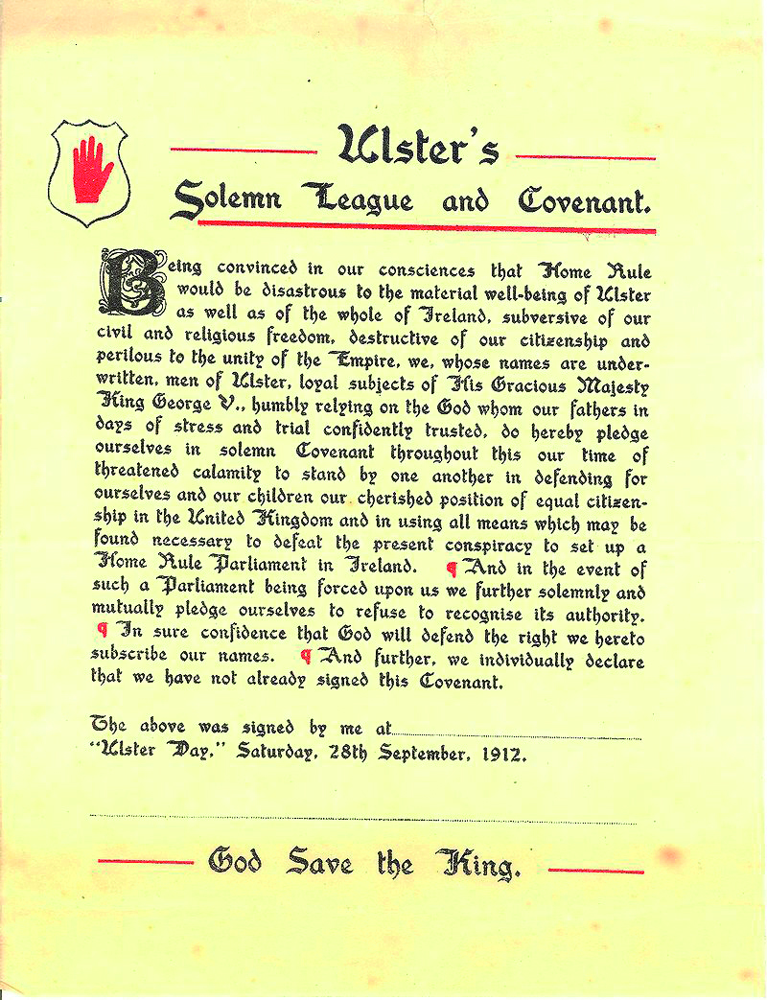 Ulster's
Solemn League and Covenant.
Being convinced in our consciences that Home Rule
would be disastrous to the material well-being of Ulster
as well as of the whole of Ireland, subversive of our
civil and religious freedom, destructive of our citizenship and
perilous to the unity of the Empire, we, whose names are under-
written, men of Ulster, loyal subjects of His Gracious Majesty
King George V., humbly relying on the God whom our fathers in
days of stress and trial confidently trusted, do hereby pledge
ourselves in solemn Covenant throughout this our time of
threatened calamity to stand by one another in defending for
ourselves and our children our cherished position of equal citizen-
ship in the United Kingdom and in using all means which may be
found necessary to defeat the present conspiracy to set up a
Home Rule Parliament in Ireland. ¶ And in the event of
such a Parliament being forced upon us we further solemnly and
mutually pledge ourselves to refuse to recognise its authority.
¶ In sure confidence that God will defend the right we hereto
subscribe our names. ¶ And further, we individually declare
that we have not already signed this Covenant.
The above was signed by me at
"Ulster Day," Saturday, 28th September, 1912.
God Save the King.